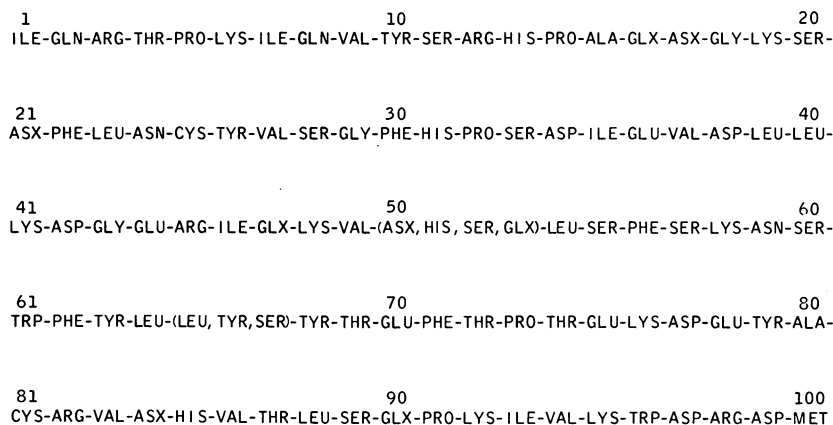 1 10 20
ILE-GLN-ARG-THR-PRO-LYS-ILE-GLN-VAL-TYR-SER-ARG-HIS-PRO-ALA-GLX-ASX-GLY-LYS-SER-
21 30 40
ASX-PHE-LEU-ASN-CYS-TYR-VAL-SER-GLY-PHE-HIS-PRO-SER-ASP-ILE-GLU-VAL-ASP-LEU-LEU-
41 50 60
LYS-ASP-GLY-GLU-ARG-ILE-GLX-LYS-VAL-(ASX,HIS,SER,GLX)-LEU-SER-PHE-SER-LYS-ASN-SER-
61 70 80
TRP-PHE-TYR-LEU-(LEU,TYR,SER)-TYR-THR-GLU-PHE-THR-PRO-THR-GLU-LYS-ASP-GLU-TYR-ALA-
81 90 100
CYS-ARG-VAL-ASX-HIS-VAL-THR-LEU-SER-GLX-PRO-LYS-ILE-VAL-LYS-TRP-ASP-ARG-ASP-MET